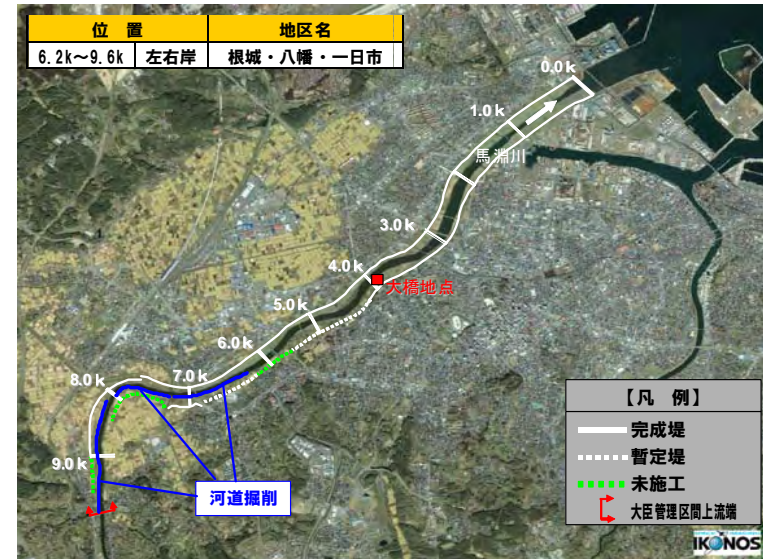 位 置 地区名
6.2k～9.6k 左右岸 根城・八幡・一日市
0.0k
1.0k
馬淵川
3.0k
4.0k
大橋地点
5.0k
6.0k
7.0k
8.0k
9.0k
河道掘削
【凡 例】
完成堤
暫定堤
未施工
大臣管理区間上流端
IKONOS